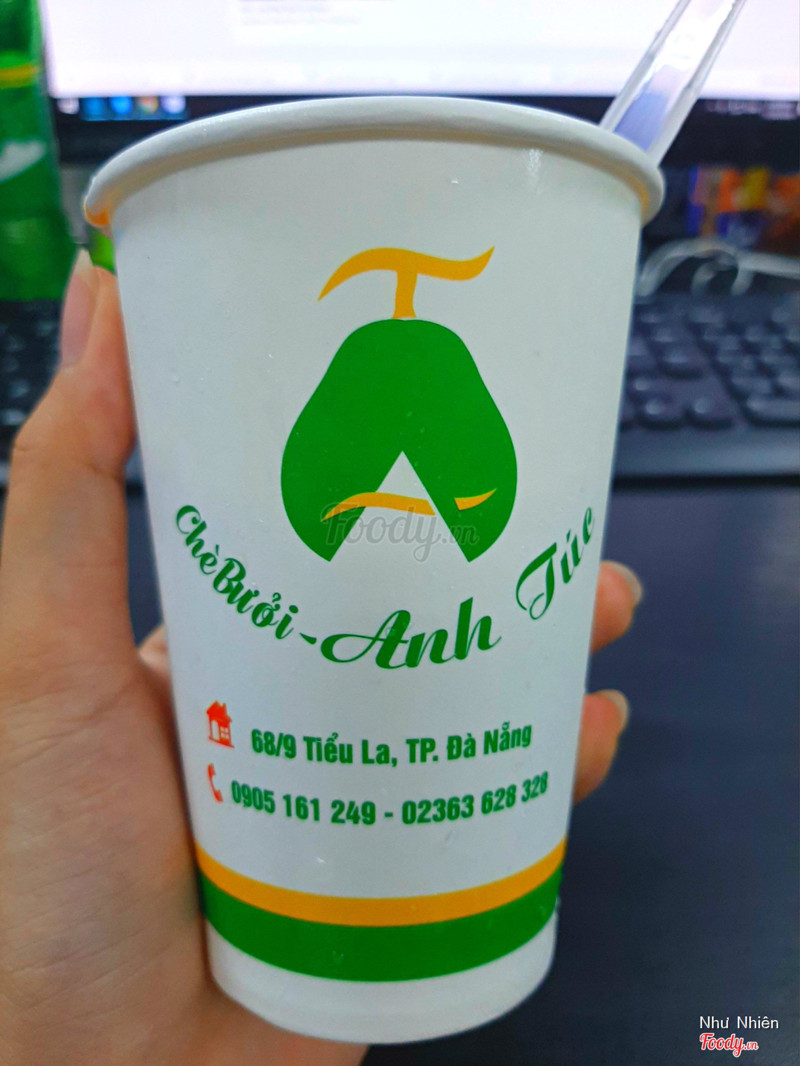 Foody.vn
Chè Bưởi - Anh Túc
68/9 Tiểu La, TP. Đà Nẵng
0905 161 249 - 02363 628 328
Như Nhiên
Foody.vn